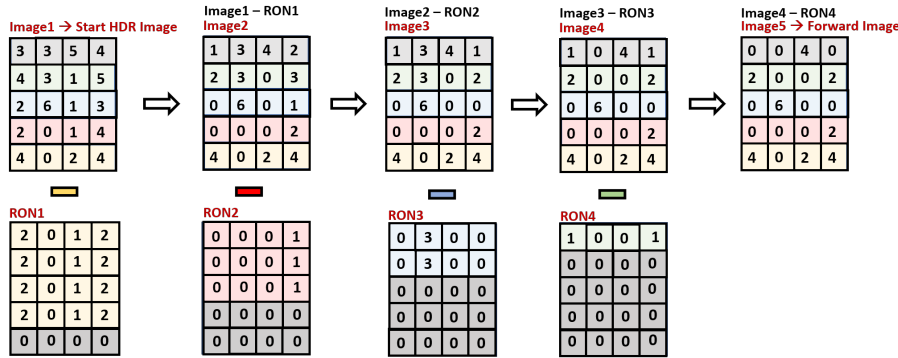 Image1 → Start HDR Image
3 3 5 4
4 3 1 5
2 6 1 3
2 0 1 4
4 0 2 4
RON1
2 0 1 2
2 0 1 2
2 0 1 2
2 0 1 2
0 0 0 0
Image1 – RON1
Image2
1 3 4 2
2 3 0 3
0 6 0 1
0 0 0 2
4 0 2 4
RON2
0 0 0 1
0 0 0 1
0 0 0 1
0 0 0 0
0 0 0 0
Image2 – RON2
Image3
1 3 4 1
2 3 0 2
0 6 0 0
0 0 0 2
4 0 2 4
RON3
0 3 0 0
0 3 0 0
0 0 0 0
0 0 0 0
0 0 0 0
Image3 – RON3
Image4
1 0 4 1
2 0 0 2
0 6 0 0
0 0 0 2
4 0 2 4
RON4
1 0 0 1
0 0 0 0
0 0 0 0
0 0 0 0
0 0 0 0
Image4 – RON4
Image5 → Forward Image
0 0 4 0
2 0 0 2
0 6 0 0
0 0 0 2
4 0 2 4